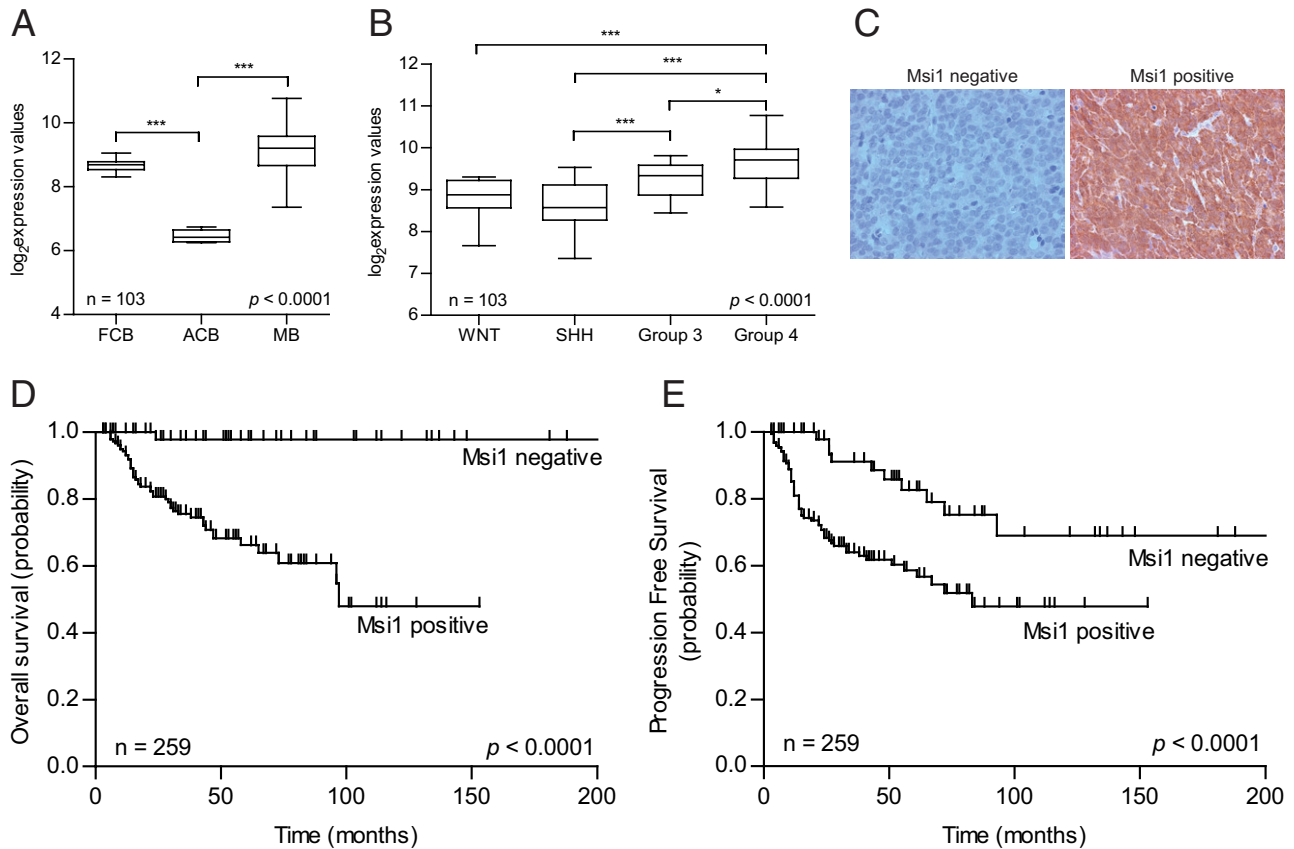 A
12
10
8
6
4
log2expression values
***
***
n = 103
p < 0.0001
FCB
ACB
MB
B
12
11
10
9
8
7
6
log2expression values
***
***
*
***
n = 103
p < 0.0001
WNT
SHH
Group 3
Group 4
C
Msi1 negative
Msi1 positive
D
1.0
0.8
0.6
0.4
0.2
0.0
Overall survival (probability)
Msi1 negative
Msi1 positive
n = 259
p < 0.0001
0
50
100
150
200
Time (months)
E
1.0
0.8
0.6
0.4
0.2
0.0
Progression Free Survival
(probability)
Msi1 negative
Msi1 positive
n = 259
p < 0.0001
0
50
100
150
200
Time (months)